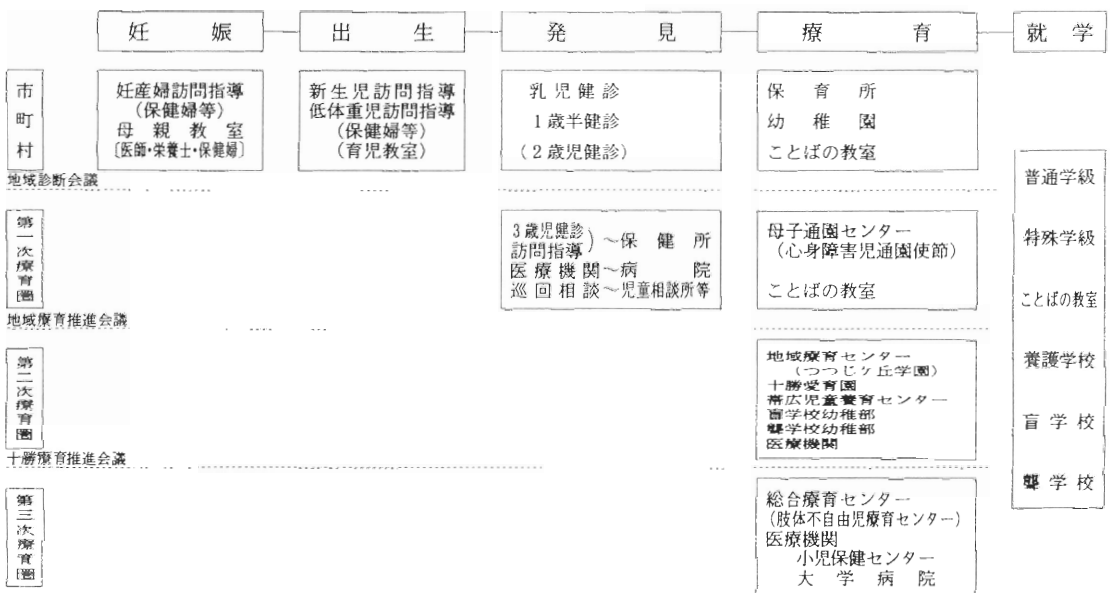 妊娠
出生
発見
療育
就学
市町村
妊産婦訪問指導
(保健婦等)
母親教室
〔医師・栄養士・保健婦〕
新生児訪問指導
低体重児訪問指導
(保健婦等)
(育児教室)
乳児健診
1歳半健診
(2歳児健診)
保育所
幼稚園
ことばの教室
地域診断会議
第一次療育圏
3歳児健診
訪問指導)~保健所
医療機関~病院
巡回相談~児童相談所等
母子通園センター
(心身障害児通園使節)
ことばの教室
地域療育推進会議
第二次療育圏
地域療育センター
(つつじケ丘学園)
十勝愛育園
帯広児童養育センター
盲学校幼稚部
聾学校幼稚部
医療機関
十勝療育推進会議
第三次療育圏
総合療育センター
(肢体不自由児療育センター)
医療機関
小児保健センター
大学病院
普通学級
特殊学級
ことばの教室
養護学校
盲学校
聾学校